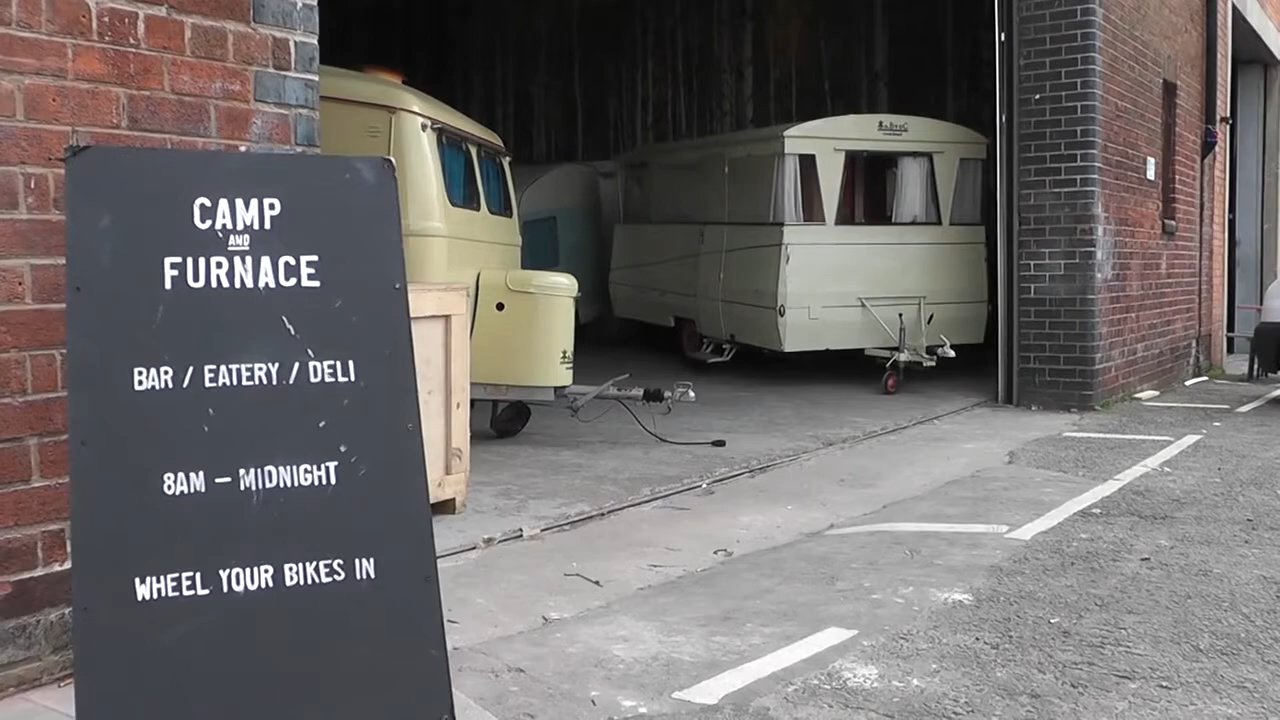 CAMP
AND
FURNACE
BAR / EATERY / DELI
8AM – MIDNIGHT
WHEEL YOUR BIKES IN